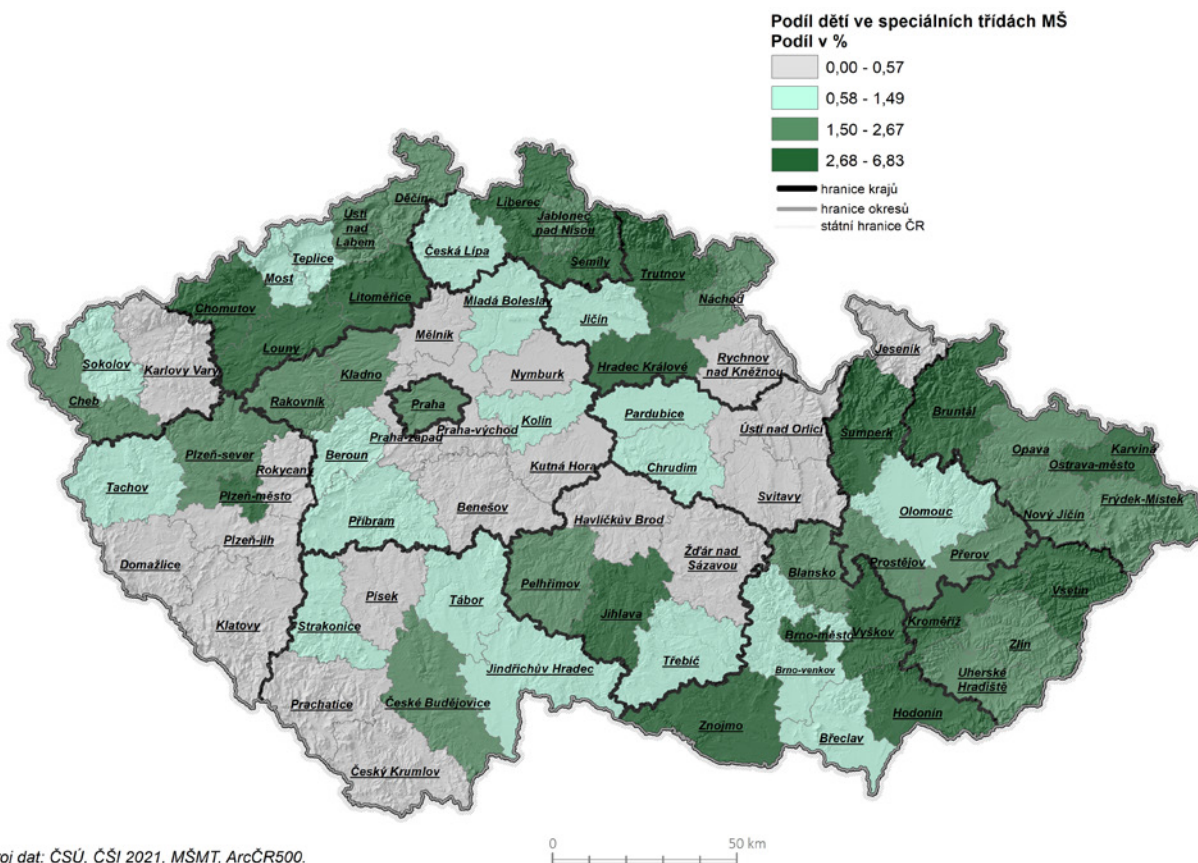 Podíl dětí ve speciálních třídách MŠ
Podíl v %
0,00 - 0,57
0,58 - 1,49
1,50 - 2,67
2,68 - 6,83
hranice krajů
hranice okresů
státní hranice ČR
Děčín
Ústí
nad
Labem
Liberec
Jablonec
nad Nisou
Česká Lípa
Teplice
Most
Semily
Trutnov
Chomutov
Litoměřice
Mladá Boleslav
Náchod
Jičín
Mělník
Louny
Jeseník
Sokolov
Karlovy Vary
Kladno
Nymburk
Hradec Králové
Rychnov
nad Kněžnou
Cheb
Rakovník
Praha
Bruntál
Kolín
Pardubice
Ústí nad Orlicí
Šumperk
Praha-západ
Praha-východ
Plzeň-sever
Beroun
Opava
Karviná
Ostrava-město
Rokycan
Kutná Hora
Chrudim
Tachov
Plzeň-město
Svitavy
Frýdek-Místek
Benešov
Olomouc
Nový Jičín
Příbram
Havlíčkův Brod
Plzeň-jih
Domažlice
Žďár nad
Sázavou
Přerov
Prostějov
Blansko
Pelhřimov
Vsetín
Písek
Tábor
Jihlava
Klatovy
Strakonice
Kroměříž
Brno-město
Vyškov
Zlín
Třebíč
Jindřichův Hradec
Brno-venkov
Uherské
Hradiště
Prachatice
České Budějovice
Hodonín
Znojmo
Břeclav
Český Krumlov
0
50 km
roj dat: ČSÚ, ČŠI 2021, MŠMT, ArcČR500.